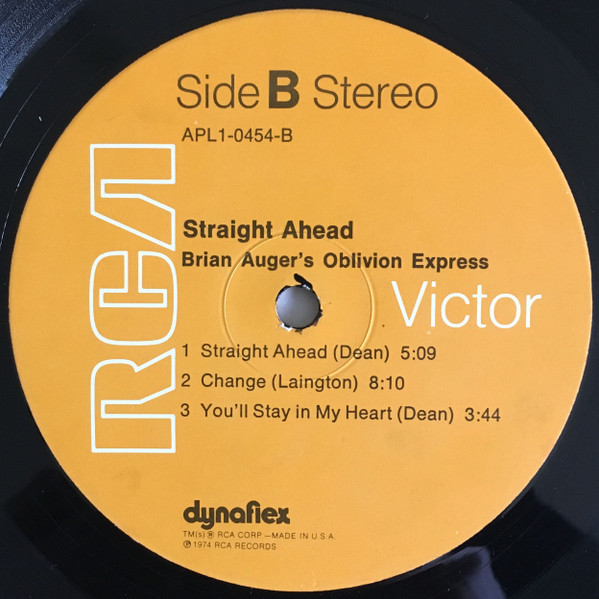 Side B Stereo
APL1-0454-B
RCA
Straight Ahead
Brian Auger's Oblivion Express
Victor
1 Straight Ahead (Dean) 5:09
2 Change (Laington) 8:10
3 You'll Stay in My Heart (Dean) 3:44
dynaflex
TM(s) ® RCA CORP.—MADE IN U.S.A.
℗ 1974 RCA RECORDS